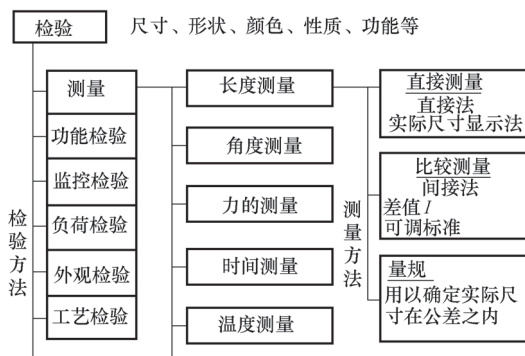 检验
尺寸、形状、颜色、性质、功能等
测量
功能检验
监控检验
负荷检验
外观检验
工艺检验
检验方法
长度测量
角度测量
力的测量
时间测量
温度测量
测量方法
直接测量
直接法
实际尺寸显示法
比较测量
间接法
差值 I
可调标准
量规
用以确定实际尺
寸在公差之内